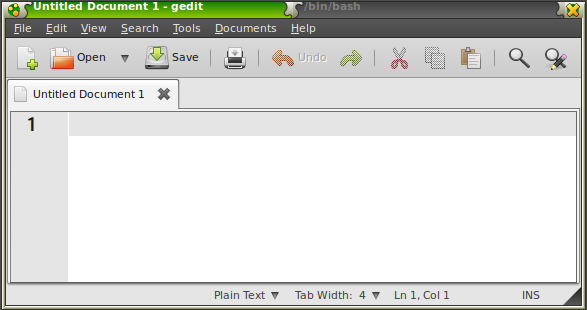 Untitled Document 1 - gedit /bin/bash
File Edit View Search Tools Documents Help
Open Save Undo
Untitled Document 1
1
Plain Text Tab Width: 4 Ln 1, Col 1 INS